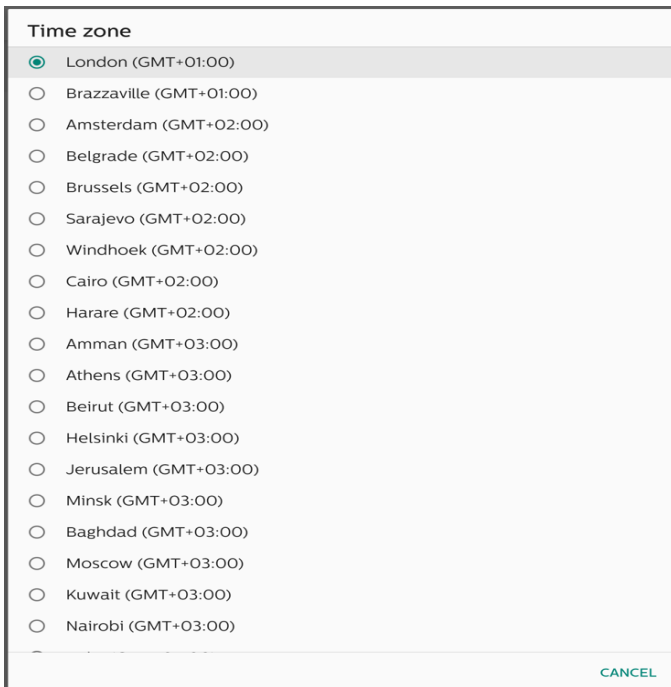 Time zone
London (GMT+01:00)
Brazzaville (GMT+01:00)
Amsterdam (GMT+02:00)
Belgrade (GMT+02:00)
Brussels (GMT+02:00)
Sarajevo (GMT+02:00)
Windhoek (GMT+02:00)
Cairo (GMT+02:00)
Harare (GMT+02:00)
Amman (GMT+03:00)
Athens (GMT+03:00)
Beirut (GMT+03:00)
Helsinki (GMT+03:00)
Jerusalem (GMT+03:00)
Minsk (GMT+03:00)
Baghdad (GMT+03:00)
Moscow (GMT+03:00)
Kuwait (GMT+03:00)
Nairobi (GMT+03:00)
CANCEL